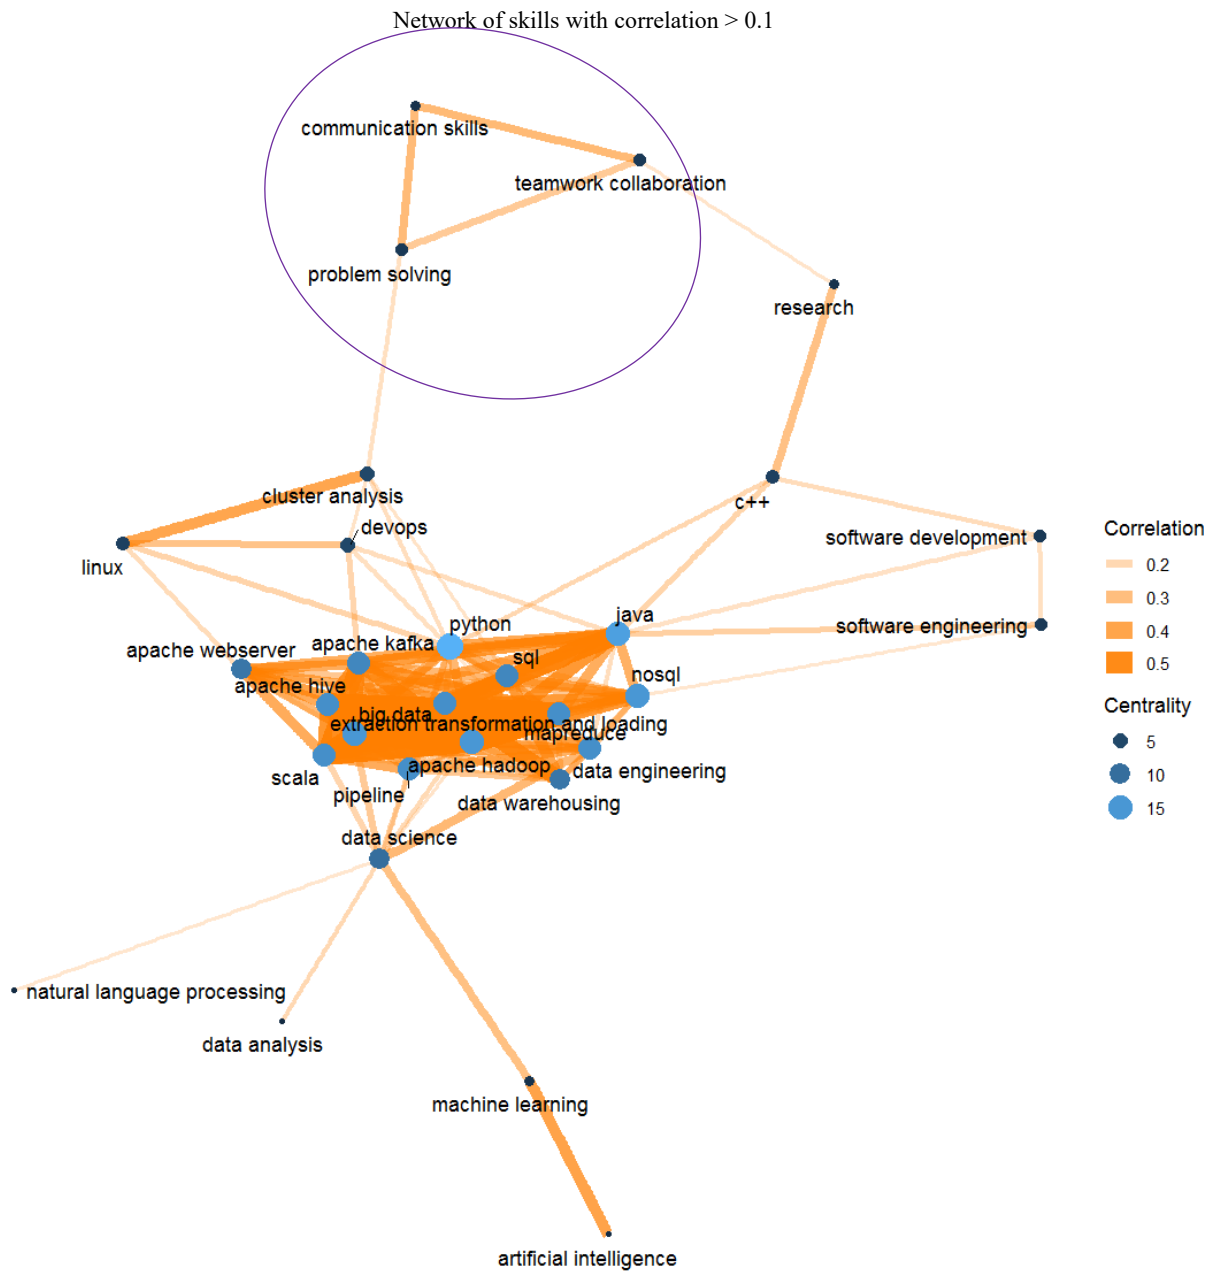 Network of skills with correlation > 0.1
communication skills
teamwork collaboration
problem solving
research
cluster analysis
c++
devops
software development
linux
python
java
software engineering
apache webserver
apache kafka
sql
nosql
apache hive
big data
extraction transformation and loading
mapreduce
scala
apache hadoop
data engineering
pipeline
data warehousing
data science
natural language processing
data analysis
machine learning
artificial intelligence
Correlation
0.2
0.3
0.4
0.5
Centrality
5
10
15